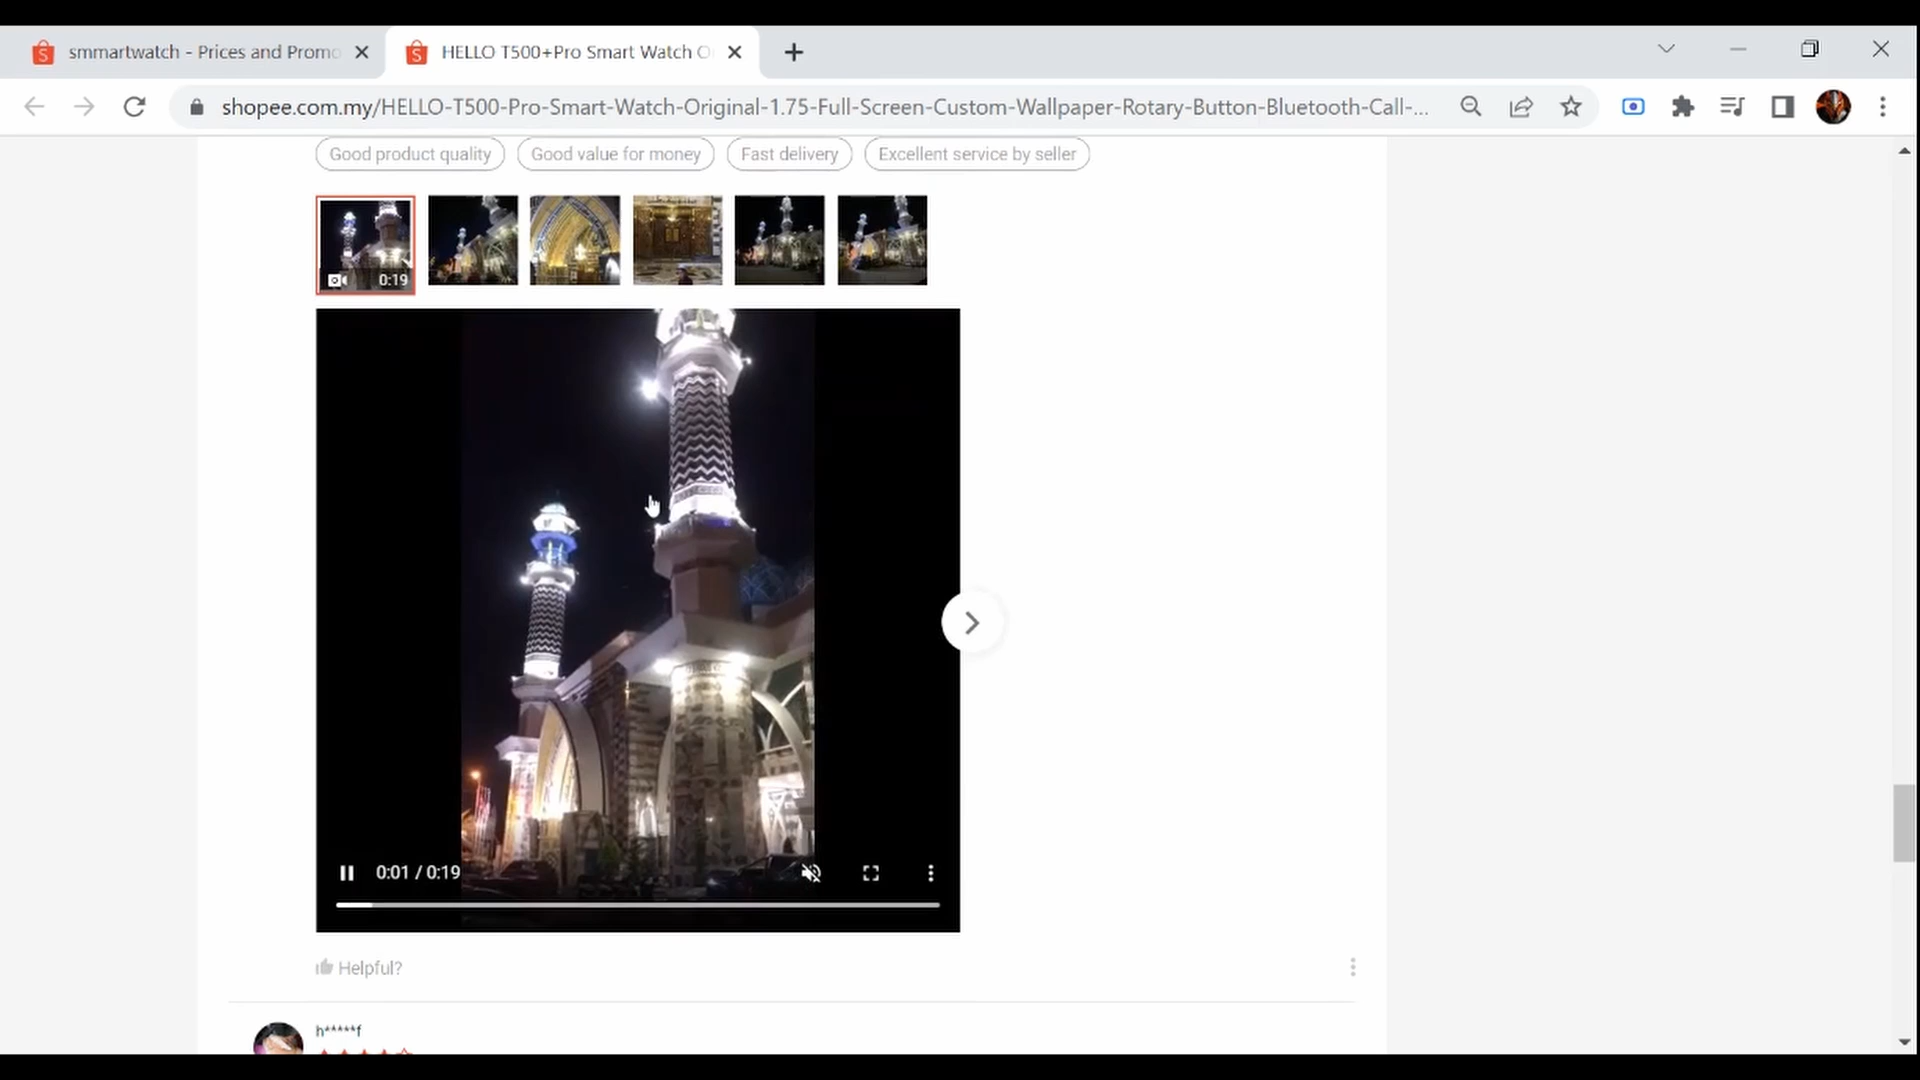 smmartwatch - Prices and Promo
HELLO T500+Pro Smart Watch O
shopee.com.my/HELLO-T500-Pro-Smart-Watch-Original-1.75-Full-Screen-Custom-Wallpaper-Rotary-Button-Bluetooth-Call-...
Good product quality
Good value for money
Fast delivery
Excellent service by seller
0:19
0:01 / 0:19
Helpful?
h*****f